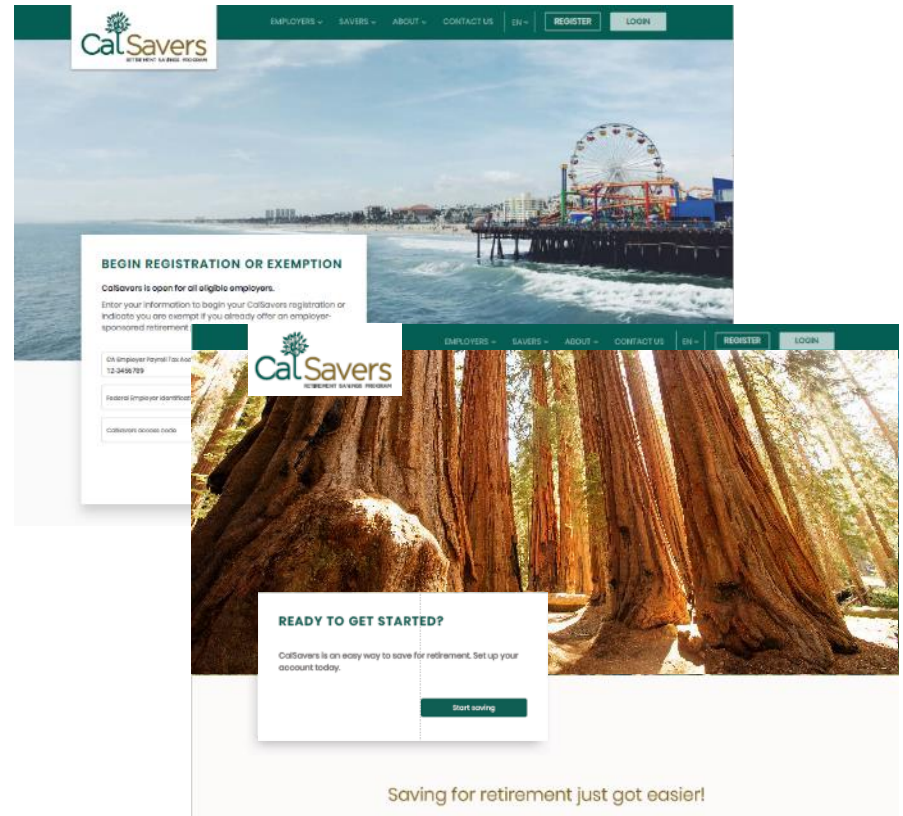 EMPLOYERS SAVERS ABOUT CONTACT US EN REGISTER LOGIN
CalSavers
RETIREMENT SAVINGS PROGRAM
BEGIN REGISTRATION OR EXEMPTION
CalSavers is open for all eligible employers.
Enter your information to begin your CalSavers registration or
indicate you are exempt if you already offer an employer-
sponsored retirement
CA Employer Payroll Tax
12-3456789
Federal Employer
CalSavers access code
EMPLOYERS SAVERS ABOUT CONTACT US EN REGISTER LOGIN
CalSavers
RETIREMENT SAVINGS PROGRAM
READY TO GET STARTED?
CalSavers is an easy way to save for retirement. Set up your
account today.
Start saving
Saving for retirement just got easier!